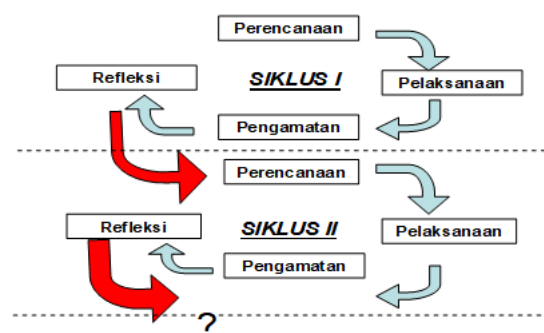 Perencanaan
Refleksi
SIKLUS I
Pelaksanaan
Pengamatan
Perencanaan
Refleksi
SIKLUS II
Pelaksanaan
Pengamatan
?